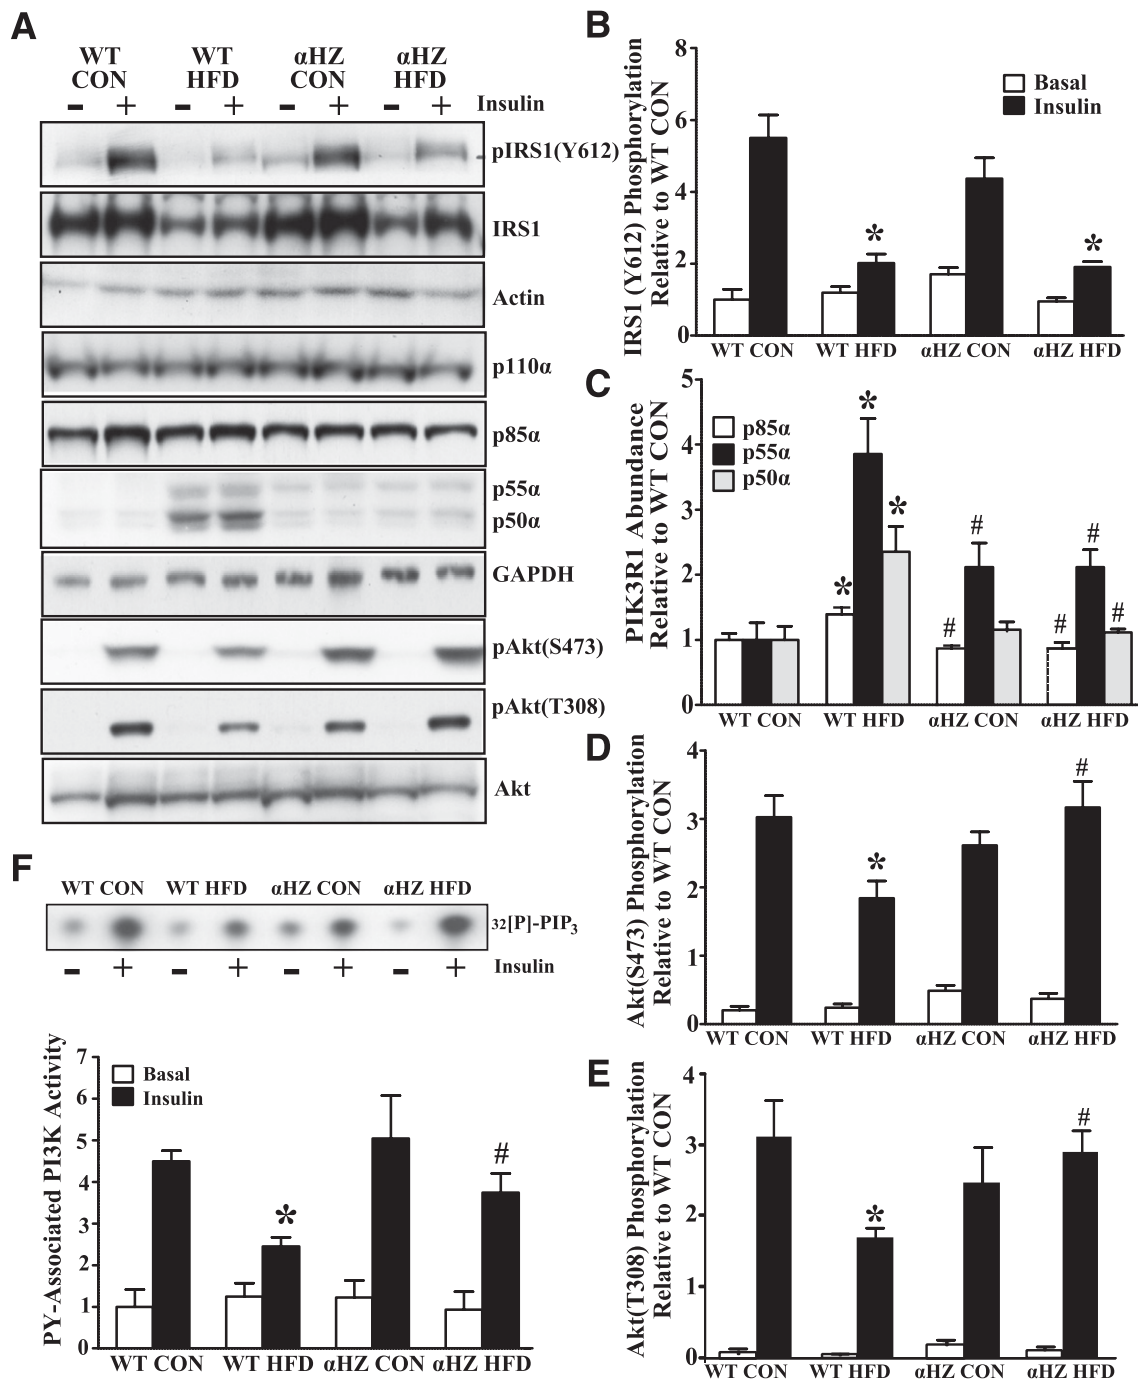 A
WT CON
WT HFD
αHZ CON
αHZ HFD
− + − + − + − + Insulin
pIRS1(Y612)
IRS1
Actin
p110α
p85α
p55α
p50α
GAPDH
pAkt(S473)
pAkt(T308)
Akt
B
IRS1 (Y612) Phosphorylation
Relative to WT CON
8
6
4
2
0
Basal
Insulin
*
*
WT CON WT HFD αHZ CON αHZ HFD
C
PIK3R1 Abundance
Relative to WT CON
5
4
3
2
1
0
p85α
p55α
p50α
* * *
# #
# # #
WT CON WT HFD αHZ CON αHZ HFD
D
Akt(S473) Phosphorylation
Relative to WT CON
4
3
2
1
0
*
#
WT CON WT HFD αHZ CON αHZ HFD
E
Akt(T308) Phosphorylation
Relative to WT CON
4
3
2
1
0
*
#
WT CON WT HFD αHZ CON αHZ HFD
F
WT CON WT HFD αHZ CON αHZ HFD
32[P]-PIP3
− + − + − + − + Insulin
PY-Associated PI3K Activity
7
6
5
4
3
2
1
0
Basal
Insulin
*
#
WT CON WT HFD αHZ CON αHZ HFD